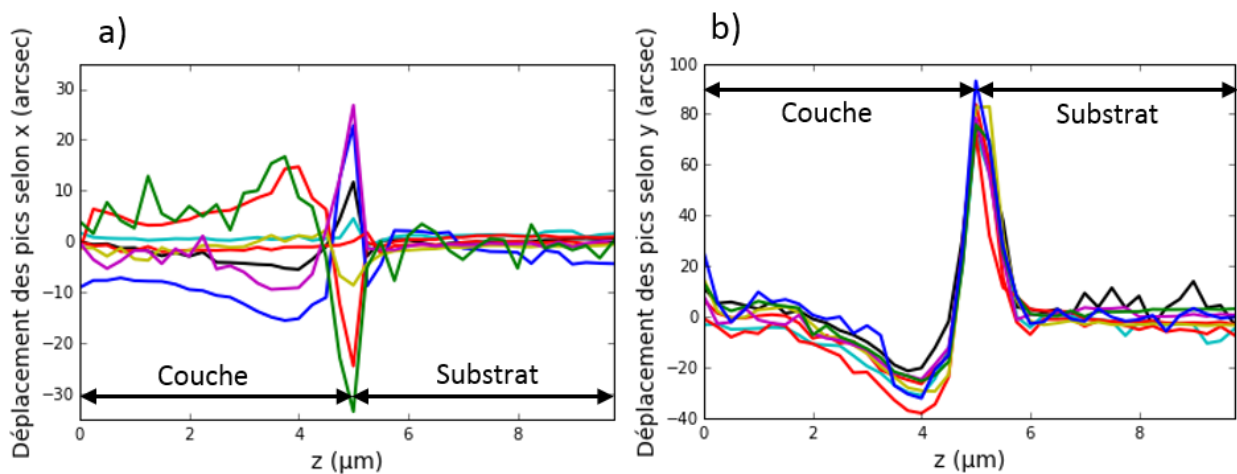 a)
Déplacement des pics selon x (arcsec)
30
20
10
0
−10
−20
−30
Couche
Substrat
0 2 4 6 8
z (μm)
b)
Déplacement des pics selon y (arcsec)
100
80
60
40
20
0
−20
−40
Couche
Substrat
0 2 4 6 8
z (μm)